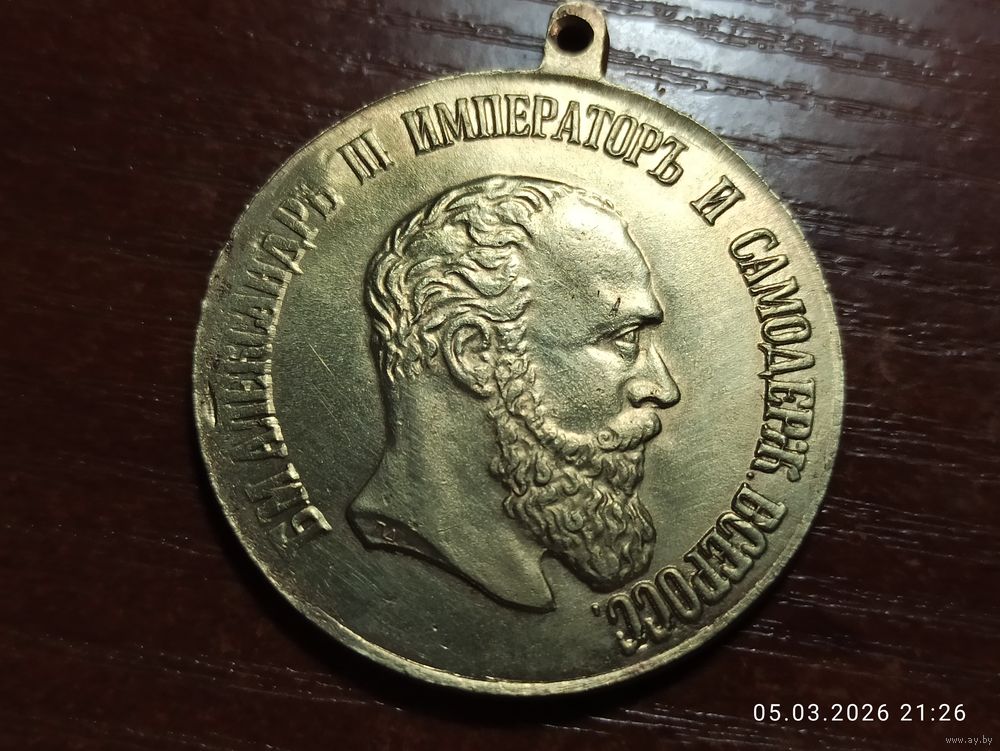 Б.М. АЛЕКСАНДРЪ III ИМПЕРАТОРЪ И САМОДЕРЖ. ВСЕРОСС.
05.03.2026 21:26
www.ay.by